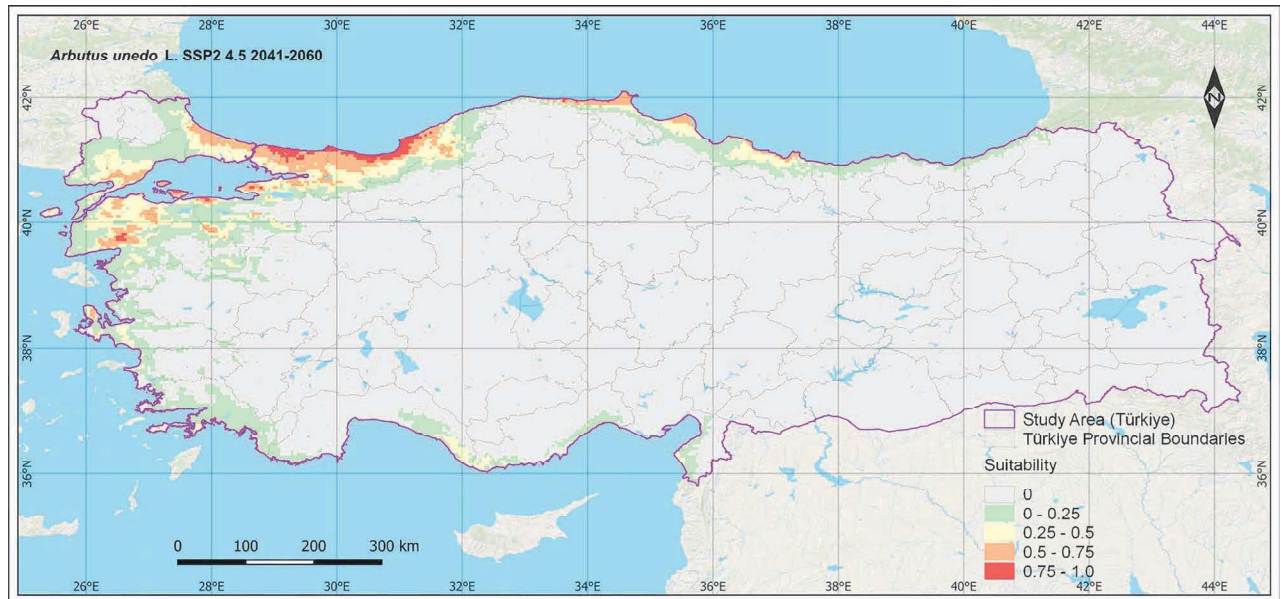 26°E 28°E 30°E 32°E 34°E 36°E 38°E 40°E 42°E 44°E
Arbutus unedo L. SSP2 4.5 2041-2060
N
42°N 42°N
40°N 40°N
38°N 38°N
36°N 36°N
Study Area (Türkiye)
Türkiye Provincial Boundaries
Suitability
0
0 - 0.25
0.25 - 0.5
0.5 - 0.75
0.75 - 1.0
0 100 200 300 km
26°E 28°E 30°E 32°E 34°E 36°E 38°E 40°E 42°E 44°E